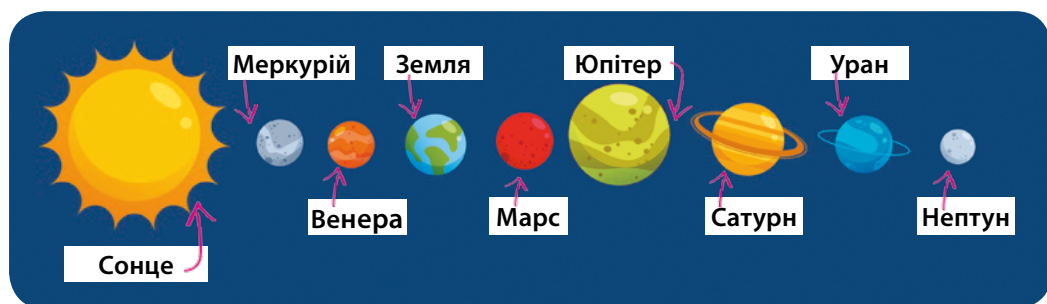 Меркурій
Земля
Юпітер
Уран
Венера
Марс
Сатурн
Нептун
Сонце